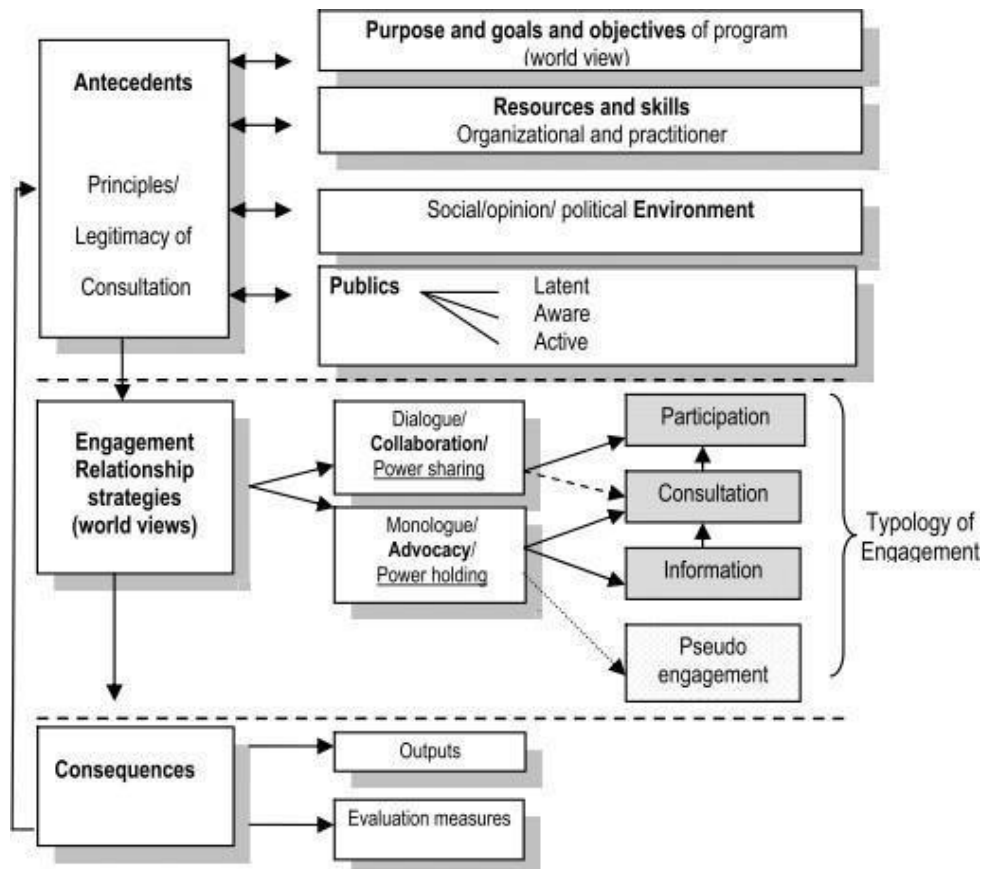 Purpose and goals and objectives of program
(world view)
Antecedents
Resources and skills
Organizational and practitioner
Principles/
Legitimacy of
Consultation
Social/opinion/ political Environment
Publics
Latent
Aware
Active
Engagement
Relationship
strategies
(world views)
Dialogue/
Collaboration/
Power sharing
Monologue/
Advocacy/
Power holding
Participation
Consultation
Information
Pseudo
engagement
Typology of
Engagement
Consequences
Outputs
Evaluation measures